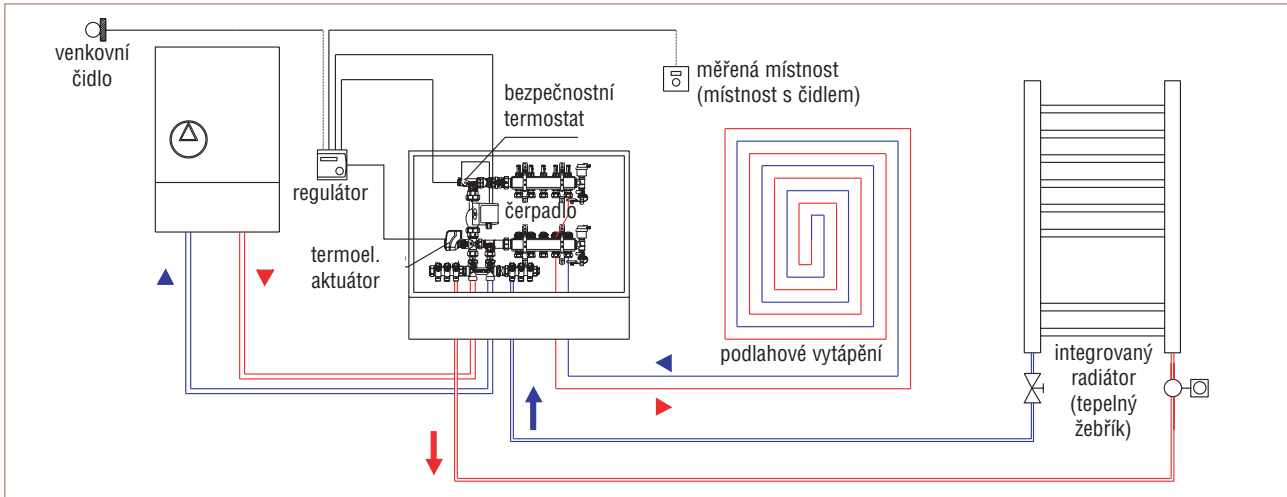 venkovní
čidlo
regulátor
bezpečnostní
termostat
měřená místnost
(místnost s čidlem)
čerpadlo
termoel.
aktuátor
podlahové vytápění
integrovaný
radiátor
(tepelný
žebřík)